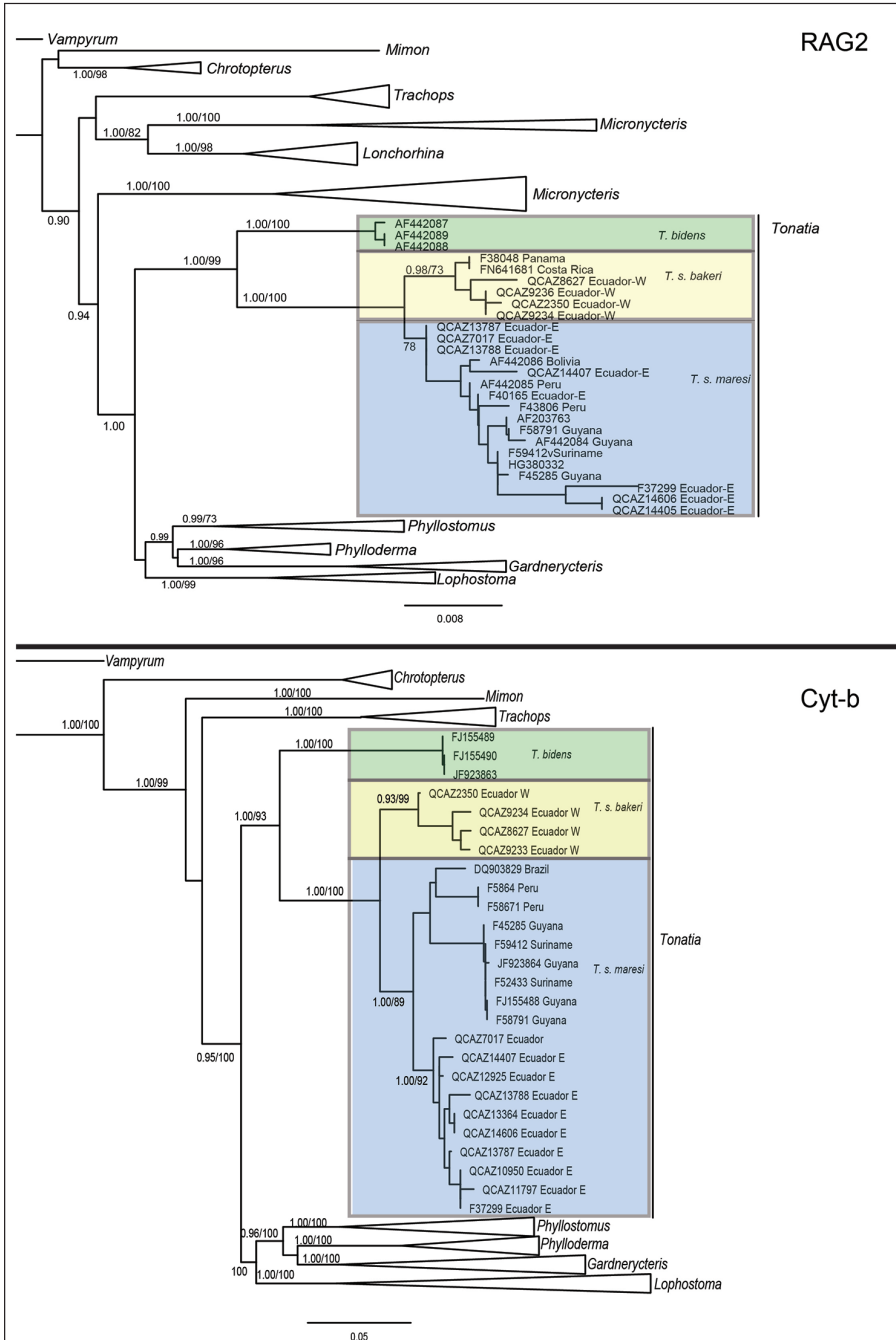 RAG2
Vampyrum
Mimon
1.00/98
Chrotopterus
Trachops
1.00/100
Micronycteris
1.00/82
1.00/98
Lonchorhina
1.00/100
Micronycteris
0.90
1.00/100
AF442087
AF442089
AF442088
T. bidens
Tonatia
1.00/99
0.98/73
F38048 Panama
FN641681 Costa Rica
QCAZ8627 Ecuador-W
QCAZ9236 Ecuador-W
QCAZ2350 Ecuador-W
QCAZ9234 Ecuador-W
T. s. bakeri
1.00/100
0.94
78
QCAZ13787 Ecuador-E
QCAZ7017 Ecuador-E
QCAZ13788 Ecuador-E
AF442086 Bolivia
QCAZ14407 Ecuador-E
T. s. maresi
AF442085 Peru
F40165 Ecuador-E
F43806 Peru
AF203763
F58791 Guyana
AF442084 Guyana
F59412vSuriname
HG380332
F45285 Guyana
F37299 Ecuador-E
QCAZ14606 Ecuador-E
QCAZ14405 Ecuador-E
1.00
0.99/73
Phyllostomus
0.99
1.00/96
Phylloderma
1.00/96
Gardnerycteris
1.00/99
Lophostoma
0.008
Cyt-b
Vampyrum
Chrotopterus
1.00/100
Mimon
1.00/100
Trachops
1.00/100
1.00/99
1.00/100
FJ155489
FJ155490
JF923863
T. bidens
1.00/93
0.93/99
QCAZ2350 Ecuador W
QCAZ9234 Ecuador W
QCAZ8627 Ecuador W
QCAZ9233 Ecuador W
T. s. bakeri
1.00/100
DQ903829 Brazil
F5864 Peru
F58671 Peru
F45285 Guyana
F59412 Suriname
JF923864 Guyana
F52433 Suriname
FJ155488 Guyana
F58791 Guyana
T. s. maresi
Tonatia
1.00/89
QCAZ7017 Ecuador
QCAZ14407 Ecuador E
QCAZ12925 Ecuador E
1.00/92
QCAZ13788 Ecuador E
QCAZ13364 Ecuador E
QCAZ14606 Ecuador E
QCAZ13787 Ecuador E
QCAZ10950 Ecuador E
QCAZ11797 Ecuador E
F37299 Ecuador E
0.95/100
1.00/100
Phyllostomus
0.96/100
1.00/100
Phylloderma
1.00/100
Gardnerycteris
100
1.00/100
Lophostoma
0.05